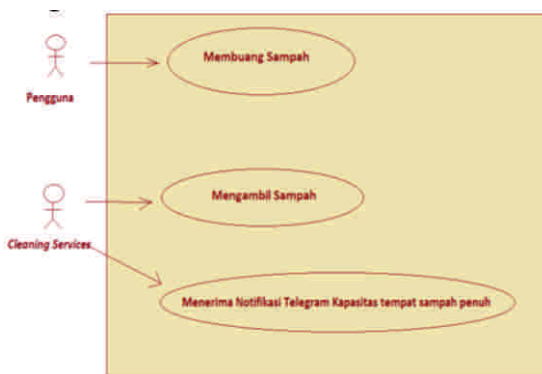 Membuang Sampah
Pengguna
Mengambil Sampah
Cleaning Services
Menerima Notifikasi Telegram Kapasitas tempat sampah penuh